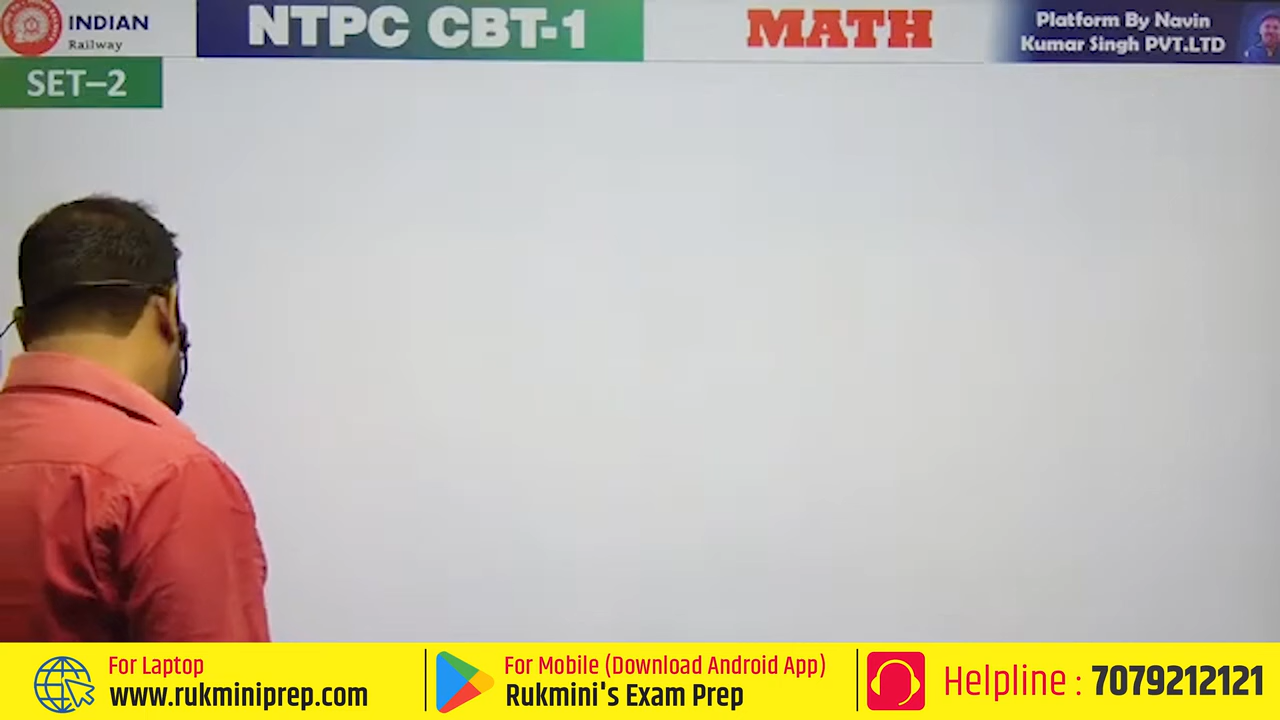 INDIAN
Railway
NTPC CBT-1
MATH
Platform By Navin
Kumar Singh PVT.LTD
SET–2
For Laptop
www.rukminiprep.com
For Mobile (Download Android App)
Rukmini's Exam Prep
Helpline : 7079212121